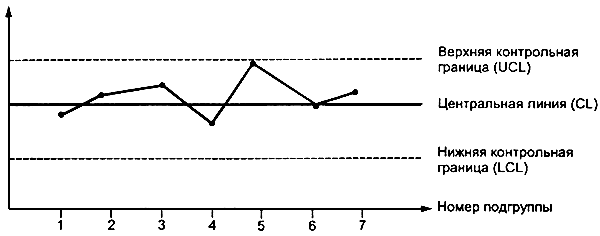 Верхняя контрольная
граница (UCL)
Центральная линия (CL)
Нижняя контрольная
граница (LCL)
1 2 3 4 5 6 7
Номер подгруппы